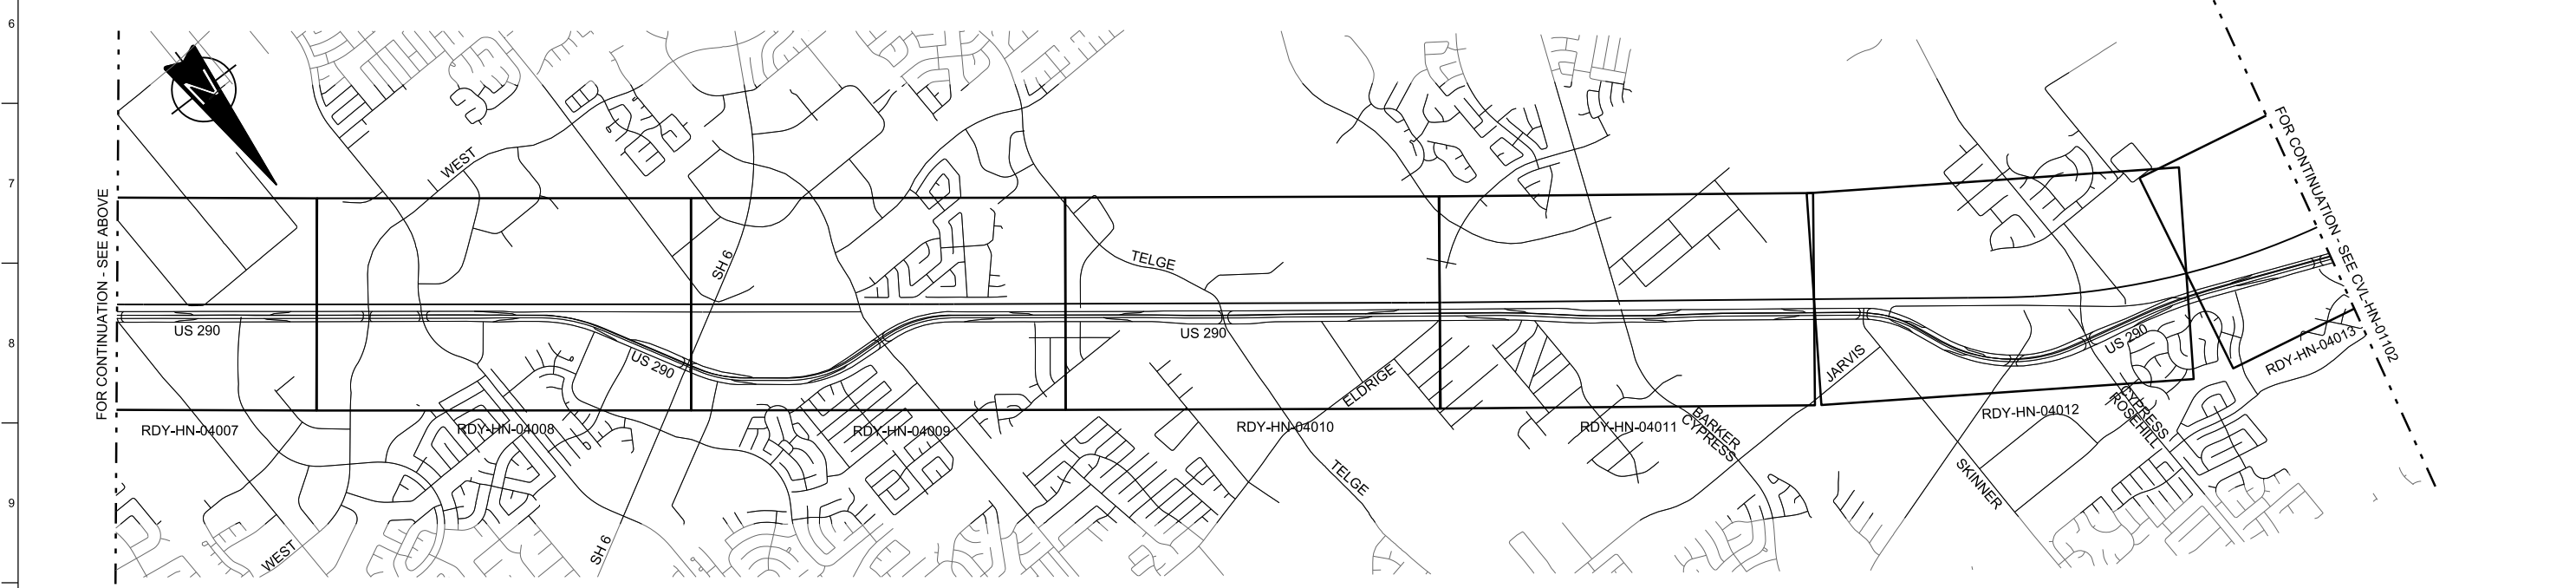 6
7
8
9
N
FOR CONTINUATION - SEE ABOVE
WEST
SH 6
TELGE
US 290
US 290
US 290
US 290
ELDRIGE
JARVIS
BARKER
CYPRESS
CYPRESS
ROSEHILL
SKINNER
TELGE
WEST
SH 6
RDY-HN-04007
RDY-HN-04008
RDY-HN-04009
RDY-HN-04010
RDY-HN-04011
RDY-HN-04012
RDY-HN-04013
FOR CONTINUATION - SEE CVL-HN-01102